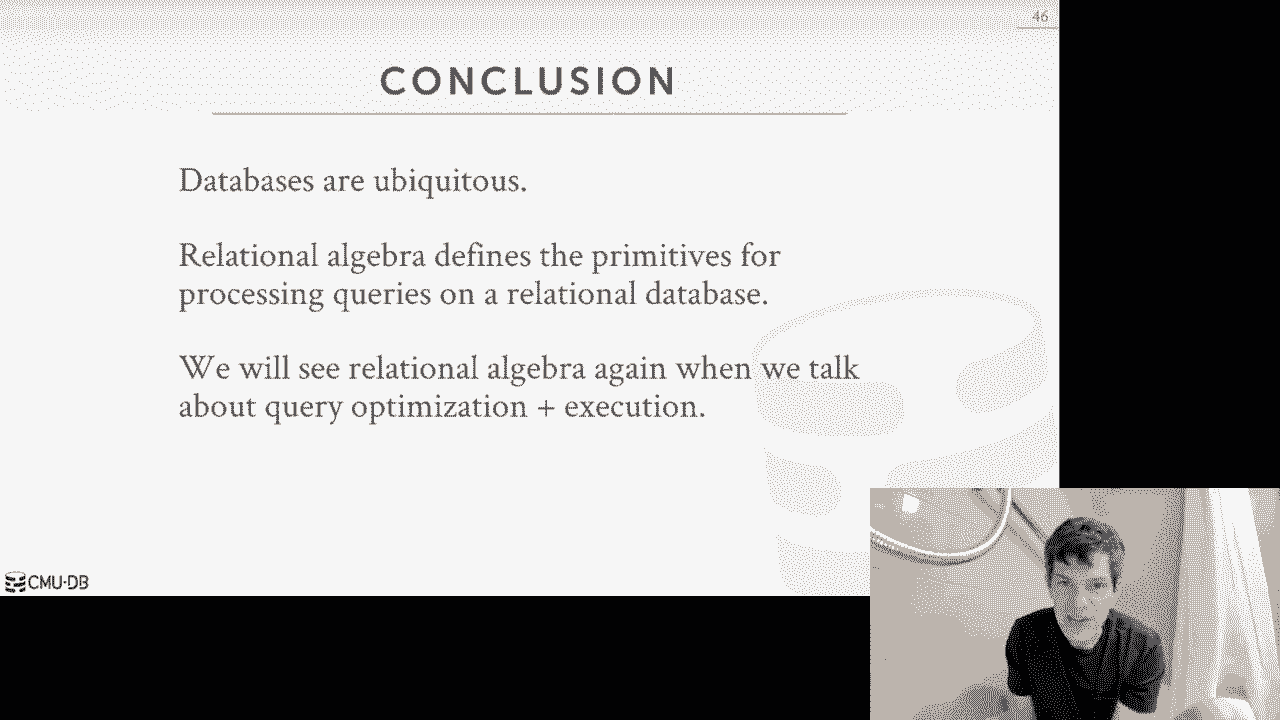 46
CONCLUSION
Databases are ubiquitous.
Relational algebra defines the primitives for
processing queries on a relational database.
We will see relational algebra again when we talk
about query optimization + execution.
CMU·DB